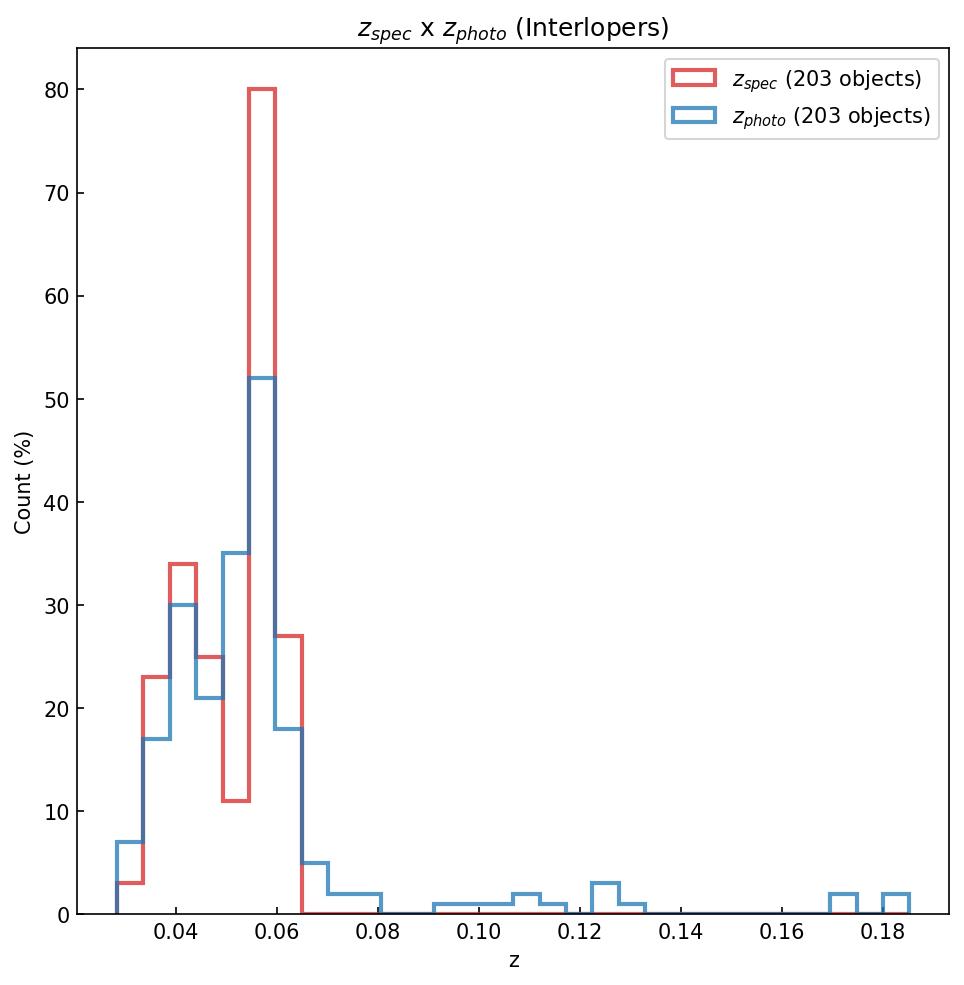 z_spec x z_photo (Interlopers)
z_spec (203 objects)
z_photo (203 objects)
Count (%)
80
70
60
50
40
30
20
10
0
0.04 0.06 0.08 0.10 0.12 0.14 0.16 0.18
z